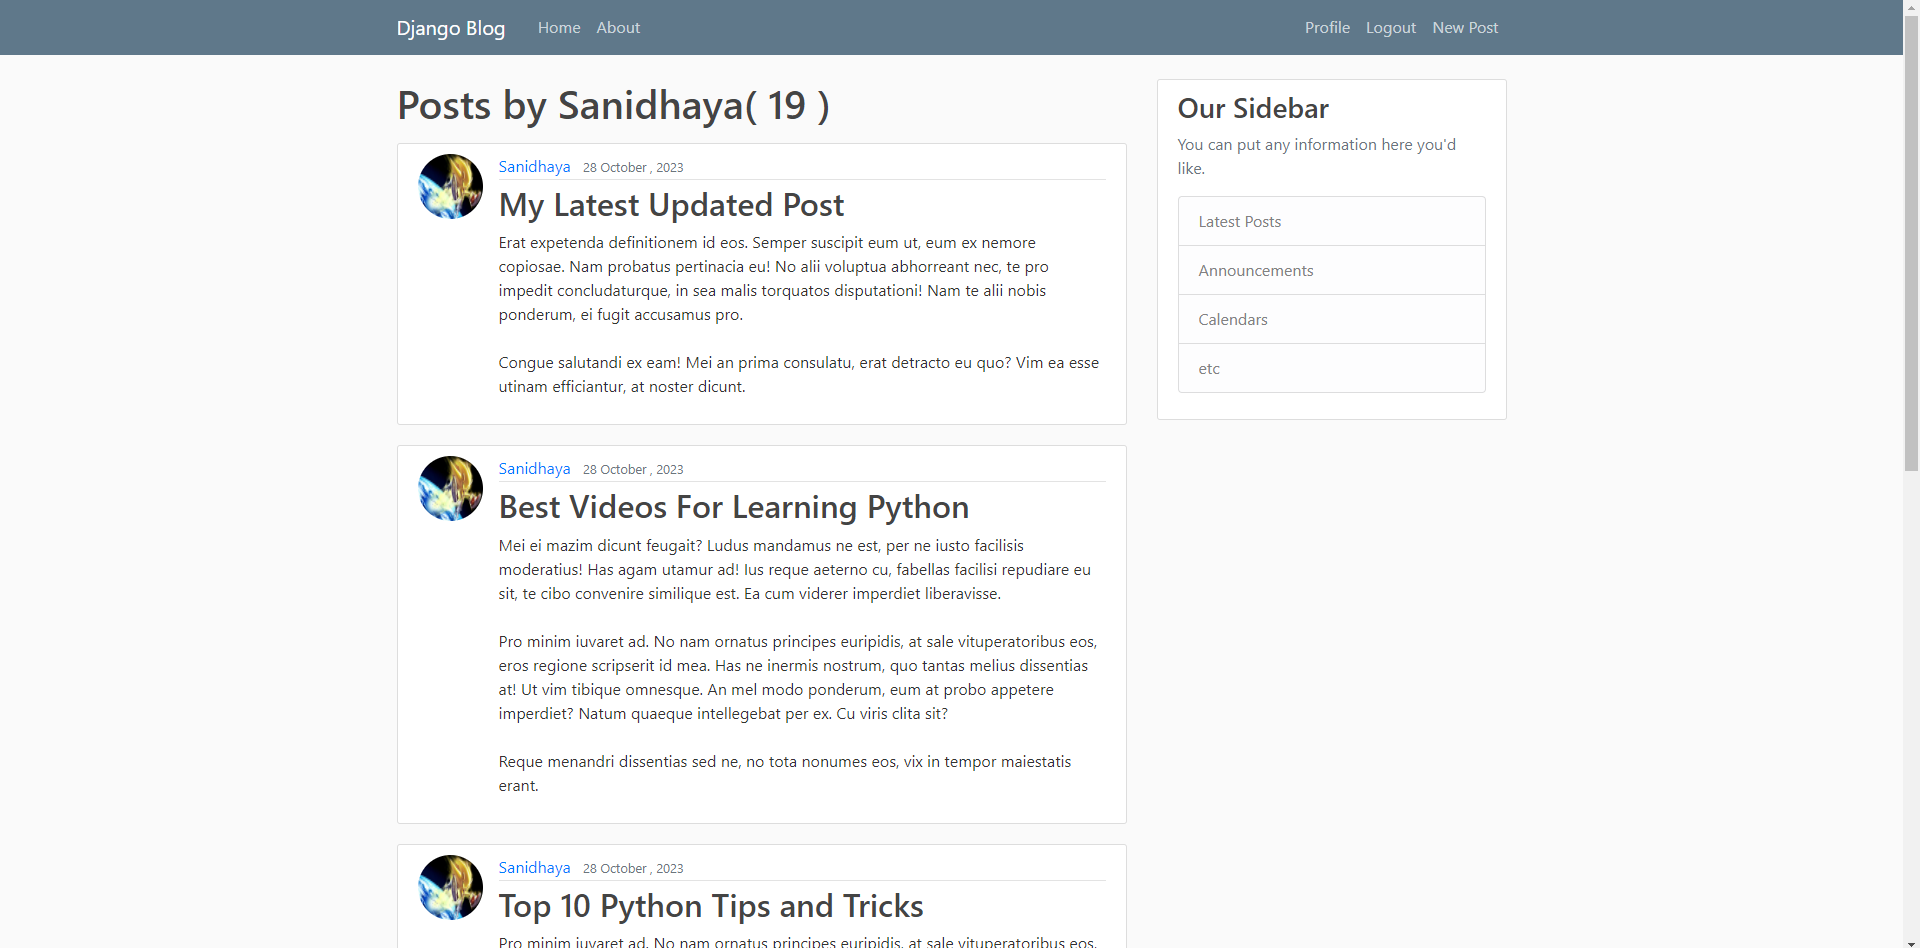 Django Blog Home About Profile Logout New Post
Posts by Sanidhaya( 19 )
Sanidhaya 28 October , 2023
My Latest Updated Post
Erat expetenda definitionem id eos. Semper suscipit eum ut, eum ex nemore
copiosae. Nam probatus pertinacia eu! No alii voluptua abhorreant nec, te pro
impedit concludaturque, in sea malis torquatos disputationi! Nam te alii nobis
ponderum, ei fugit accusamus pro.
Congue salutandi ex eam! Mei an prima consulatu, erat detracto eu quo? Vim ea esse
utinam efficiantur, at noster dicunt.
Sanidhaya 28 October , 2023
Best Videos For Learning Python
Mei ei mazim dicunt feugait? Ludus mandamus ne est, per ne iusto facilisis
moderatius! Has agam utamur ad! Ius reque aeterno cu, fabellas facilisi repudiare eu
sit, te cibo convenire similique est. Ea cum viderer imperdiet liberavisse.
Pro minim iuvaret ad. No nam ornatus principes euripidis, at sale vituperatoribus eos,
eros regione scripserit id mea. Has ne inermis nostrum, quo tantas melius dissentias
at! Ut vim tibique omnesque. An mel modo ponderum, eum at probo appetere
imperdiet? Natum quaeque intellegebat per ex. Cu viris clita sit?
Reque menandri dissentias sed ne, no tota nonumes eos, vix in tempor maiestatis
erant.
Sanidhaya 28 October , 2023
Top 10 Python Tips and Tricks
Pro minim iuvaret ad. No nam ornatus principes euripidis, at sale vituperatoribus eos,
Our Sidebar
You can put any information here you'd
like.
Latest Posts
Announcements
Calendars
etc